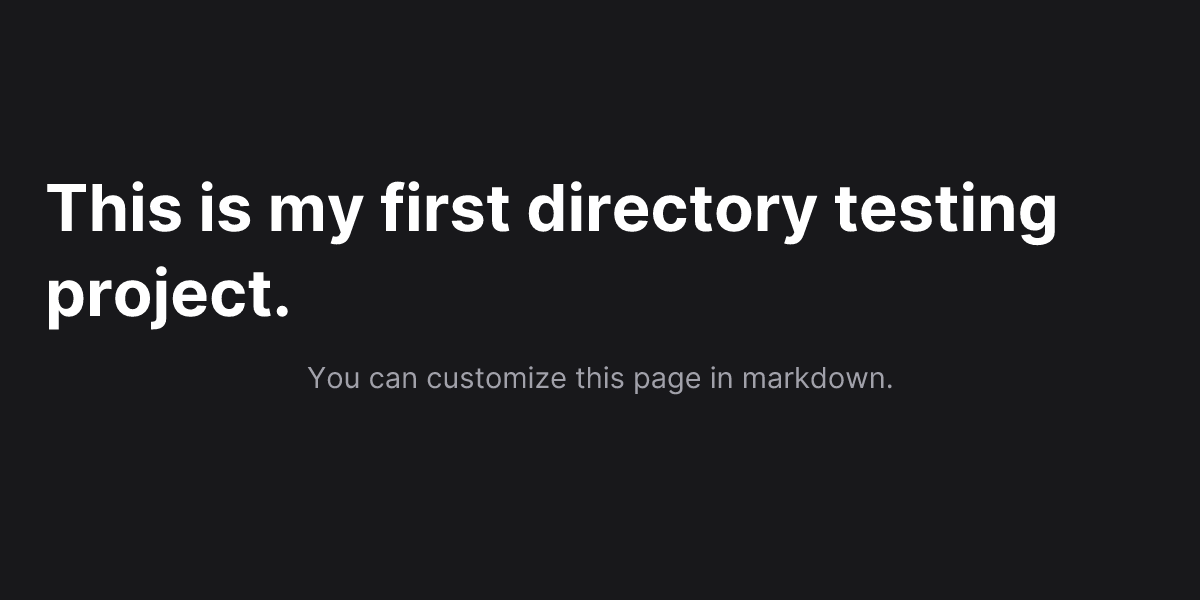 This is my first directory testing
project.
You can customize this page in markdown.